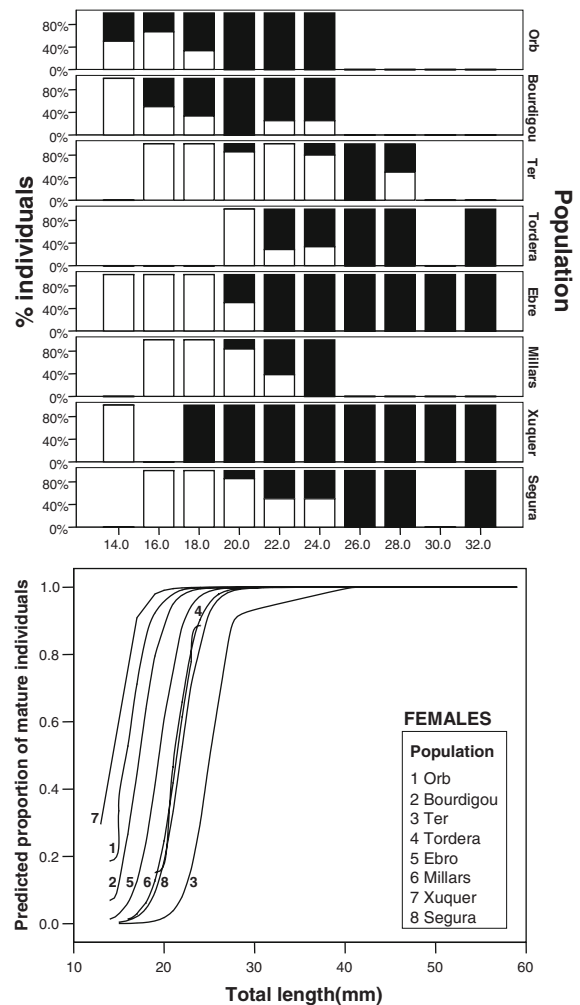 80%
40%
0%
Orb
80%
40%
0%
Bourdigou
80%
40%
0%
Ter
80%
40%
0%
Tordera
80%
40%
0%
Ebre
80%
40%
0%
Millars
80%
40%
0%
Xuquer
80%
40%
0%
Segura
% individuals
Population
14.0 16.0 18.0 20.0 22.0 24.0 26.0 28.0 30.0 32.0
Predicted proportion of mature individuals
1.0
0.8
0.6
0.4
0.2
0.0
4
7
1
2 5 6 8 3
FEMALES
Population
1 Orb
2 Bourdigou
3 Ter
4 Tordera
5 Ebro
6 Millars
7 Xuquer
8 Segura
10 20 30 40 50 60
Total length(mm)